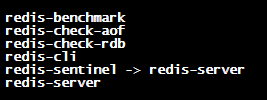 redis-benchmark
redis-check-aof
redis-check-rdb
redis-cli
redis-sentinel -> redis-server
redis-server